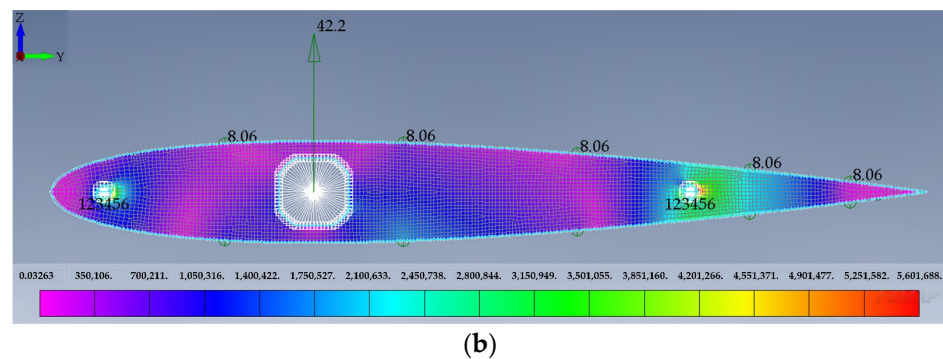 Z
42.2
X Y
8.06 8.06
8.06
8.06
8.06
123456 123456
0.03263 350,106. 700,211. 1,050,316. 1,400,422. 1,750,527. 2,100,633. 2,450,738. 2,800,844. 3,150,949. 3,501,055. 3,851,160. 4,201,266. 4,551,371. 4,901,477. 5,251,582. 5,601,688.
(b)